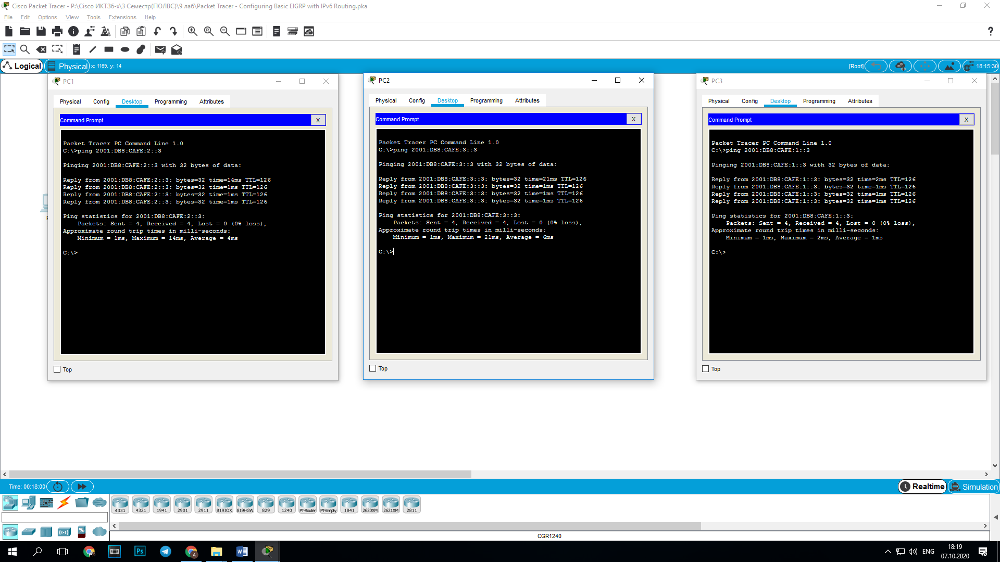 Cisco Packet Tracer - P:\Cisco ИКТЗ6-х\3 Семестр(ПОЛВС)\9 лаб\Packet Tracer - Configuring Basic EIGRP with IPv6 Routing.pka
File Edit Options View Tools Extensions Help
?
Logical Physical x: 1169, y: 14 [Root] 18:15:30
PC1
Physical Config Desktop Programming Attributes
Command Prompt X
Packet Tracer PC Command Line 1.0
C:\>ping 2001:DB8:CAFE:2::3
Pinging 2001:DB8:CAFE:2::3 with 32 bytes of data:
Reply from 2001:DB8:CAFE:2::3: bytes=32 time=14ms TTL=126
Reply from 2001:DB8:CAFE:2::3: bytes=32 time=1ms TTL=126
Reply from 2001:DB8:CAFE:2::3: bytes=32 time=1ms TTL=126
Reply from 2001:DB8:CAFE:2::3: bytes=32 time=1ms TTL=126
Ping statistics for 2001:DB8:CAFE:2::3:
Packets: Sent = 4, Received = 4, Lost = 0 (0% loss),
Approximate round trip times in milli-seconds:
Minimum = 1ms, Maximum = 14ms, Average = 4ms
C:\>
Top
PC2
Physical Config Desktop Programming Attributes
Command Prompt X
Packet Tracer PC Command Line 1.0
C:\>ping 2001:DB8:CAFE:3::3
Pinging 2001:DB8:CAFE:3::3 with 32 bytes of data:
Reply from 2001:DB8:CAFE:3::3: bytes=32 time=21ms TTL=126
Reply from 2001:DB8:CAFE:3::3: bytes=32 time=1ms TTL=126
Reply from 2001:DB8:CAFE:3::3: bytes=32 time=1ms TTL=126
Reply from 2001:DB8:CAFE:3::3: bytes=32 time=1ms TTL=126
Ping statistics for 2001:DB8:CAFE:3::3:
Packets: Sent = 4, Received = 4, Lost = 0 (0% loss),
Approximate round trip times in milli-seconds:
Minimum = 1ms, Maximum = 21ms, Average = 6ms
C:\>
Top
PC3
Physical Config Desktop Programming Attributes
Command Prompt X
Packet Tracer PC Command Line 1.0
C:\>ping 2001:DB8:CAFE:1::3
Pinging 2001:DB8:CAFE:1::3 with 32 bytes of data:
Reply from 2001:DB8:CAFE:1::3: bytes=32 time=2ms TTL=126
Reply from 2001:DB8:CAFE:1::3: bytes=32 time=1ms TTL=126
Reply from 2001:DB8:CAFE:1::3: bytes=32 time=1ms TTL=126
Reply from 2001:DB8:CAFE:1::3: bytes=32 time=1ms TTL=126
Ping statistics for 2001:DB8:CAFE:1::3:
Packets: Sent = 4, Received = 4, Lost = 0 (0% loss),
Approximate round trip times in milli-seconds:
Minimum = 1ms, Maximum = 2ms, Average = 1ms
C:\>
Top
Time: 00:18:00 Realtime Simulation
4331 4321 1941 2901 2911 819IOX 819HGW 829 1240 PT-Router PT-Empty 1841 2620XM 2621XM 2811
CGR1240
ENG
18:19
07.10.2020